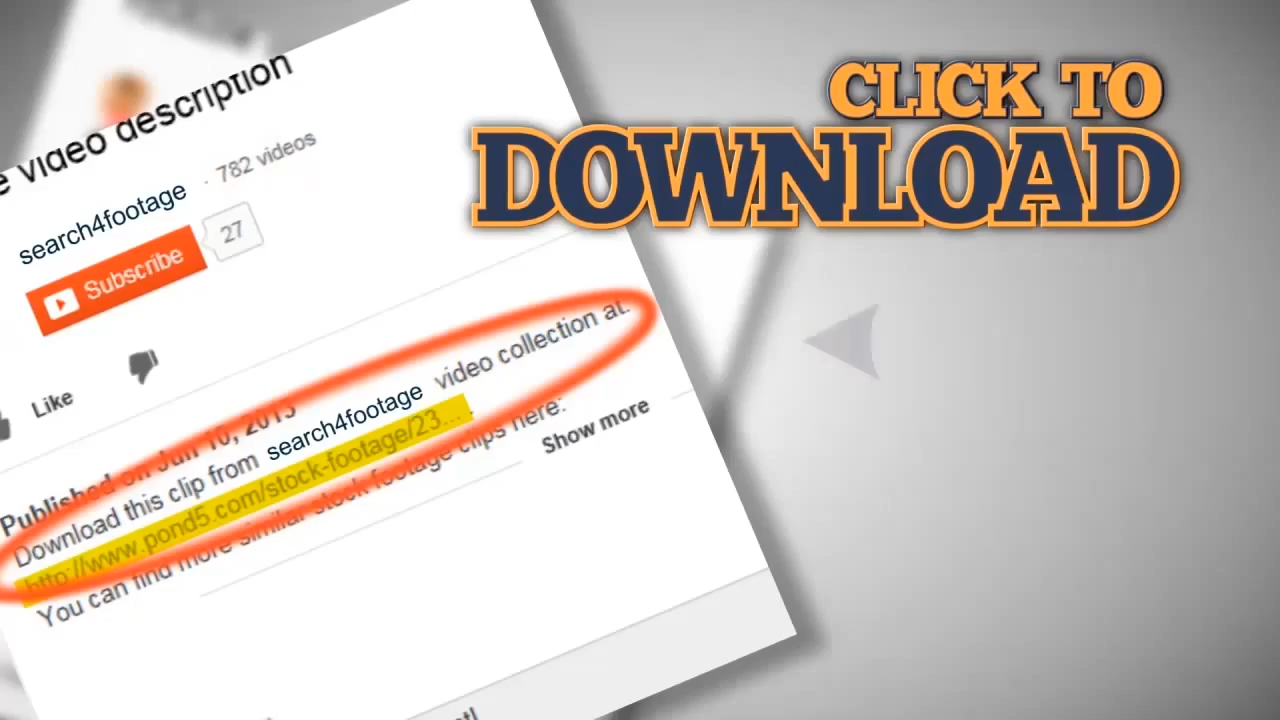 CLICK TO
DOWNLOAD
video description
search4footage · 782 videos
Subscribe 27
Like
Published on Jun 10, 2013
Download this clip from search4footage video collection at:
http://www.pond5.com/stock-footage/23...
You can find more similar stock footage clips here:
Show more